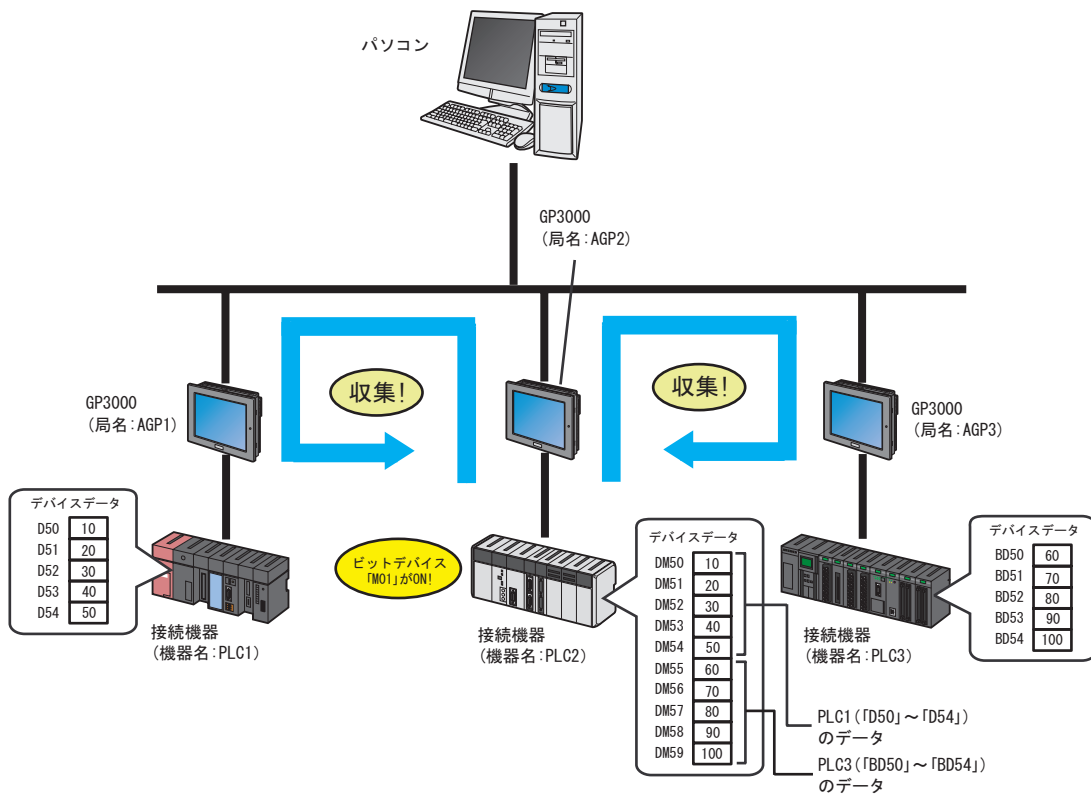 パソコン
GP3000
(局名:AGP2)
収集!
収集!
GP3000
(局名:AGP1)
GP3000
(局名:AGP3)
デバイスデータ
D50 10
D51 20
D52 30
D53 40
D54 50
接続機器
(機器名:PLC1)
ビットデバイス
「M01」がON!
接続機器
(機器名:PLC2)
デバイスデータ
DM50 10
DM51 20
DM52 30
DM53 40
DM54 50
DM55 60
DM56 70
DM57 80
DM58 90
DM59 100
接続機器
(機器名:PLC3)
デバイスデータ
BD50 60
BD51 70
BD52 80
BD53 90
BD54 100
PLC1(「D50」~「D54」)
のデータ
PLC3(「BD50」~「BD54」)
のデータ